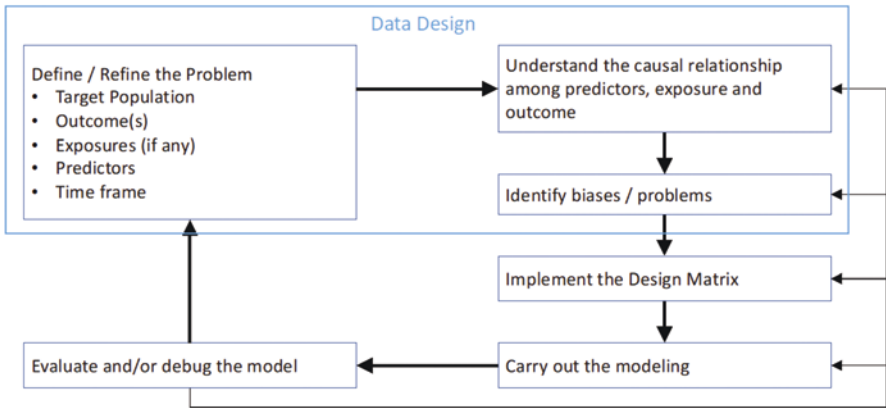 Data Design
Define / Refine the Problem
• Target Population
• Outcome(s)
• Exposures (if any)
• Predictors
• Time frame
Understand the causal relationship
among predictors, exposure and
outcome
Identify biases / problems
Implement the Design Matrix
Carry out the modeling
Evaluate and/or debug the model